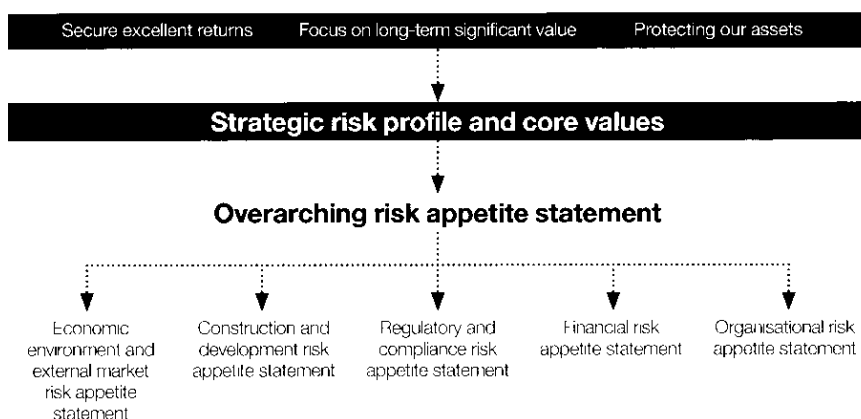 Secure excellent returns Focus on long-term significant value Protecting our assets
Strategic risk profile and core values
Overarching risk appetite statement
Economic
environment and
external market
risk appetite
statement
Construction and
development risk
appetite statement
Regulatory and
compliance risk
appetite statement
Financial risk
appetite statement
Organisational risk
appetite statement